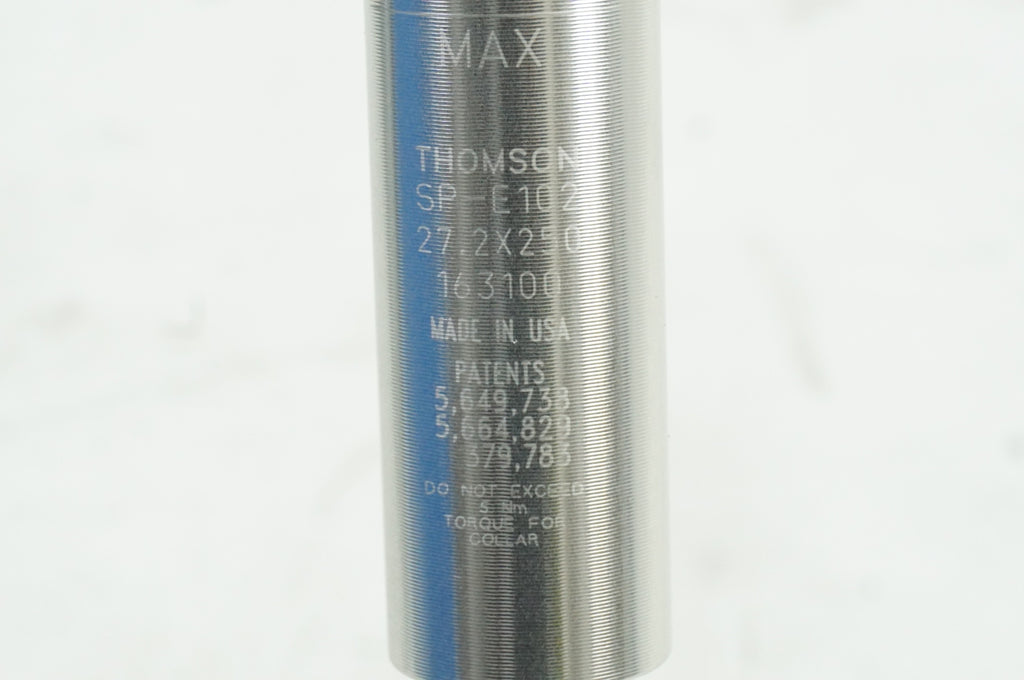 MAX
THOMSON
SP-E102
27.2X250
163100
MADE IN USA
PATENTS
5,649,738
5,664,829
379,783
DO NOT EXCEED
5 Nm
TORQUE FOR
COLLAR